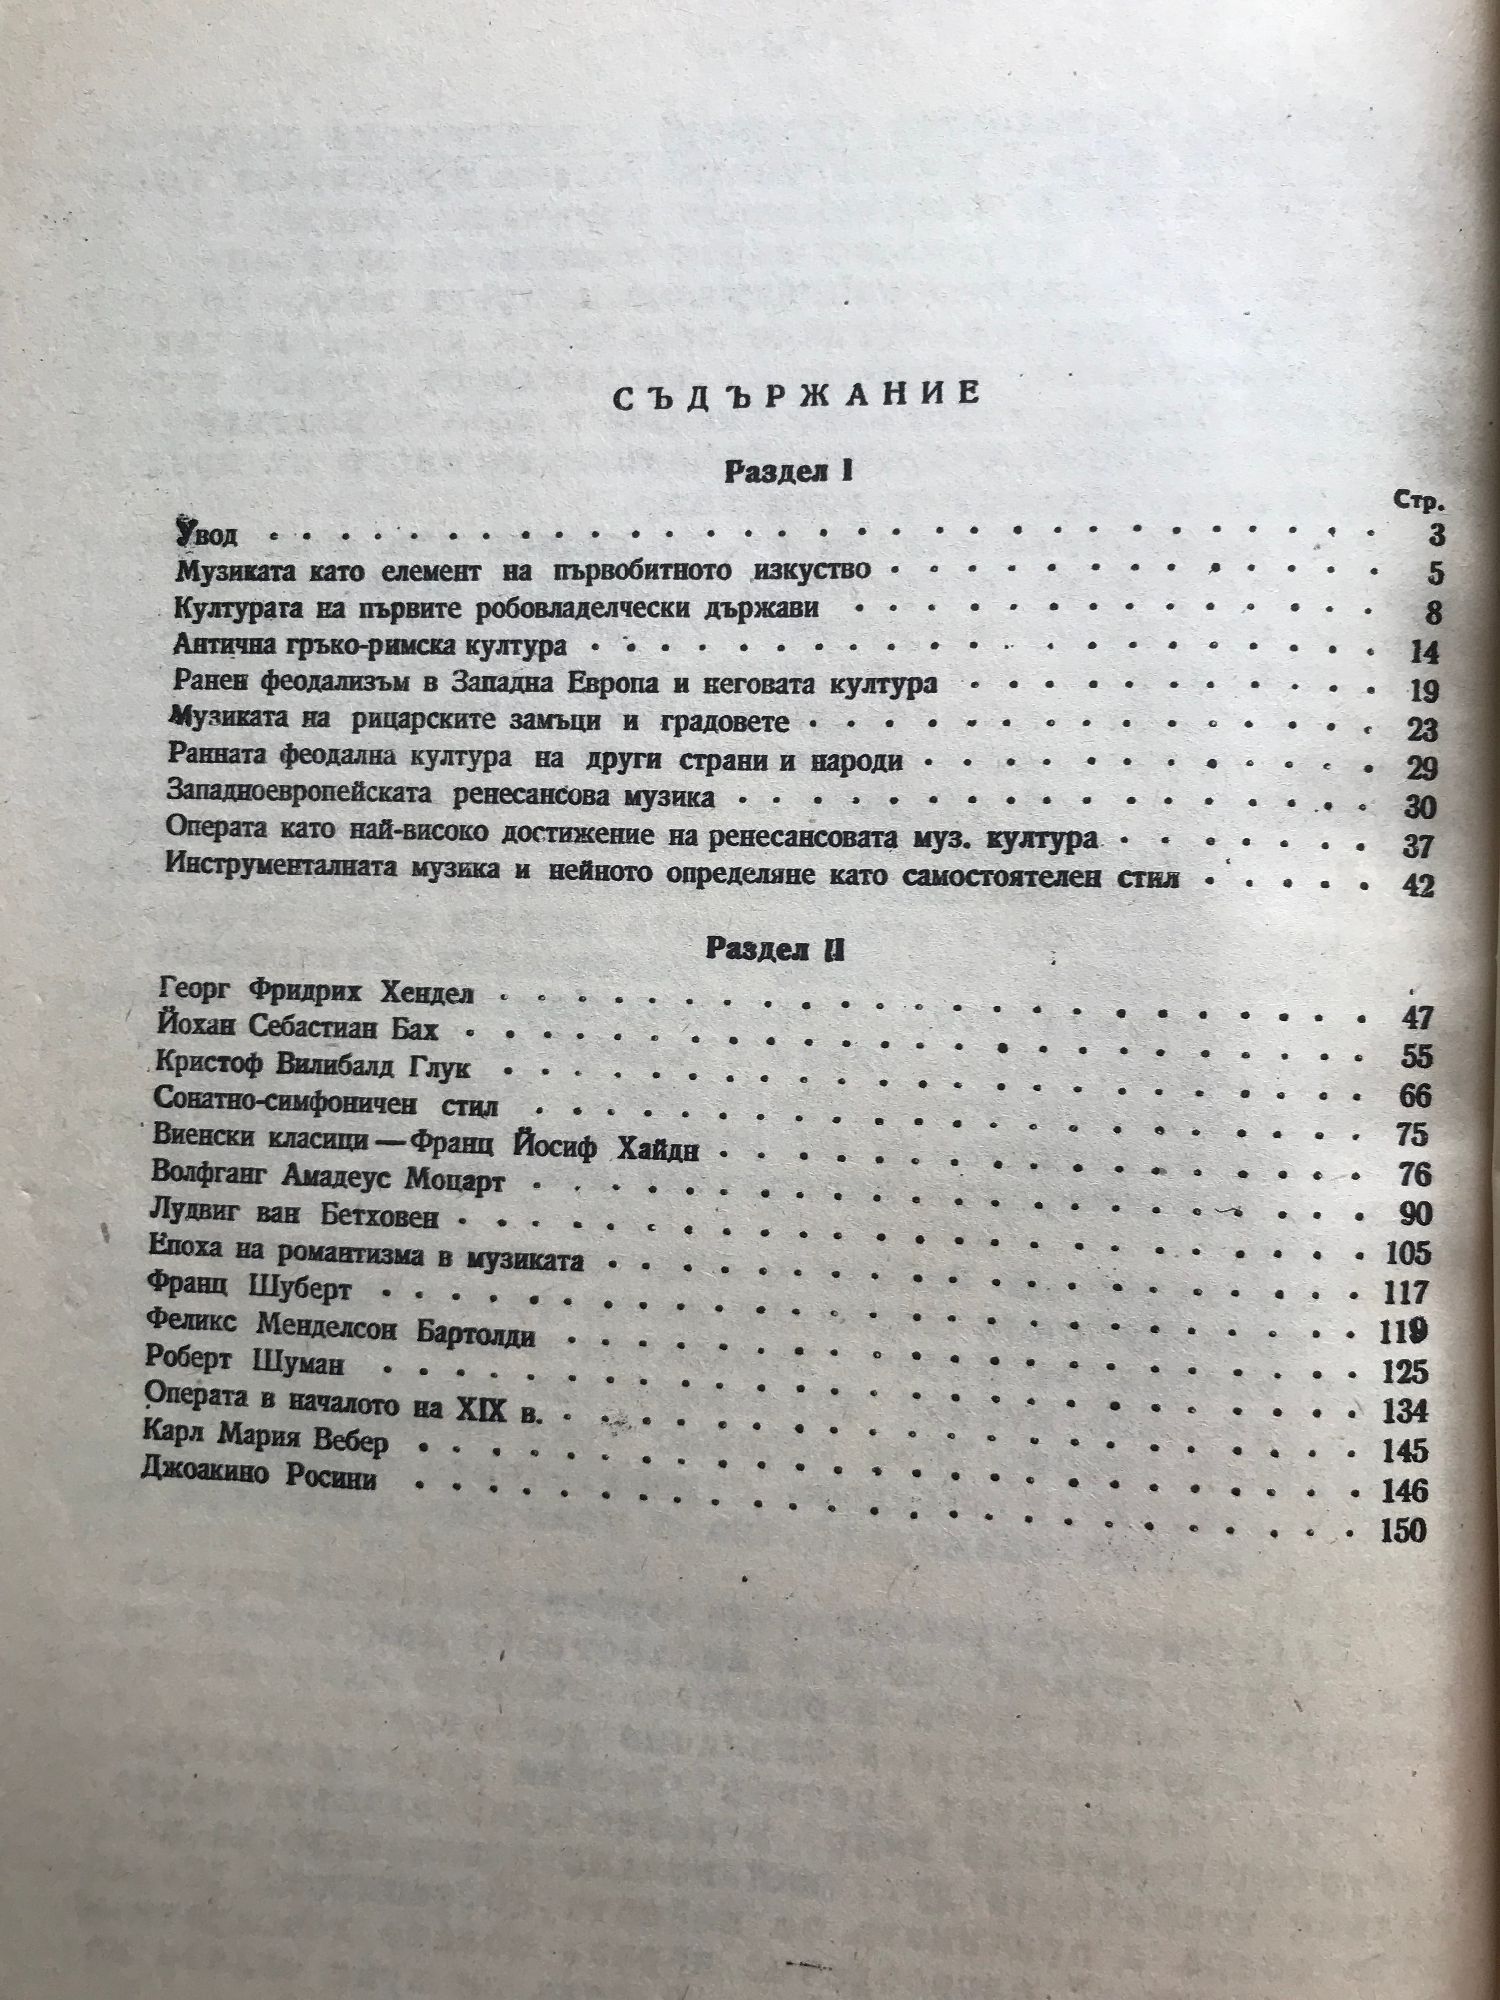 СЪДЪРЖАНИЕ
Раздел I
Стр.
Увод . . . . . . . . . . . . . . . . . . . . . . . . . . . . . 3
Музиката като елемент на първобитното изкуство . . . . . . . . . . . . . 5
Културата на първите робовладелчески държави . . . . . . . . . . . . . . 8
Антична гръко-римска култура . . . . . . . . . . . . . . . . . . . . . 14
Ранен феодализъм в Западна Европа и неговата култура . . . . . . . . . . . 19
Музиката на рицарските замъци и градовете . . . . . . . . . . . . . . . 23
Ранната феодална култура на други страни и народи . . . . . . . . . . . . 29
Западноевропейската ренесансова музика . . . . . . . . . . . . . . . . . 30
Операта като най-високо достижение на ренесансовата муз. култура . . . . . . . 37
Инструменталната музика и нейното определяне като самостоятелен стил . . . . . 42
Раздел II
Георг Фридрих Хендел . . . . . . . . . . . . . . . . . . . . . . . 47
Йохан Себастиан Бах . . . . . . . . . . . . . . . . . . . . . . . . 55
Кристоф Вилибалд Глук . . . . . . . . . . . . . . . . . . . . . . . 66
Сонатно-симфоничен стил . . . . . . . . . . . . . . . . . . . . . . 75
Виенски класици — Франц Йосиф Хайдн . . . . . . . . . . . . . . . . . 76
Волфганг Амадеус Моцарт . . . . . . . . . . . . . . . . . . . . . . 90
Лудвиг ван Бетховен . . . . . . . . . . . . . . . . . . . . . . . . 105
Епоха на романтизма в музиката . . . . . . . . . . . . . . . . . . . . 117
Франц Шуберт . . . . . . . . . . . . . . . . . . . . . . . . . . 119
Феликс Менделсон Бартолди . . . . . . . . . . . . . . . . . . . . . 125
Роберт Шуман . . . . . . . . . . . . . . . . . . . . . . . . . . 134
Операта в началото на XIX в. . . . . . . . . . . . . . . . . . . . . . 145
Карл Мария Вебер . . . . . . . . . . . . . . . . . . . . . . . . . 146
Джоакино Росини . . . . . . . . . . . . . . . . . . . . . . . . . 150